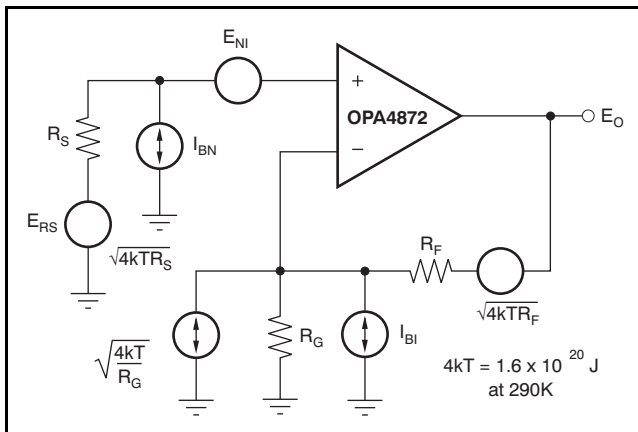 E_NI
+
OPA4872
−
E_O
R_S
I_BN
E_RS
√4kTR_S
R_F
√4kTR_F
√4kT/R_G
R_G
I_BI
4kT = 1.6 x 10 20 J
at 290K